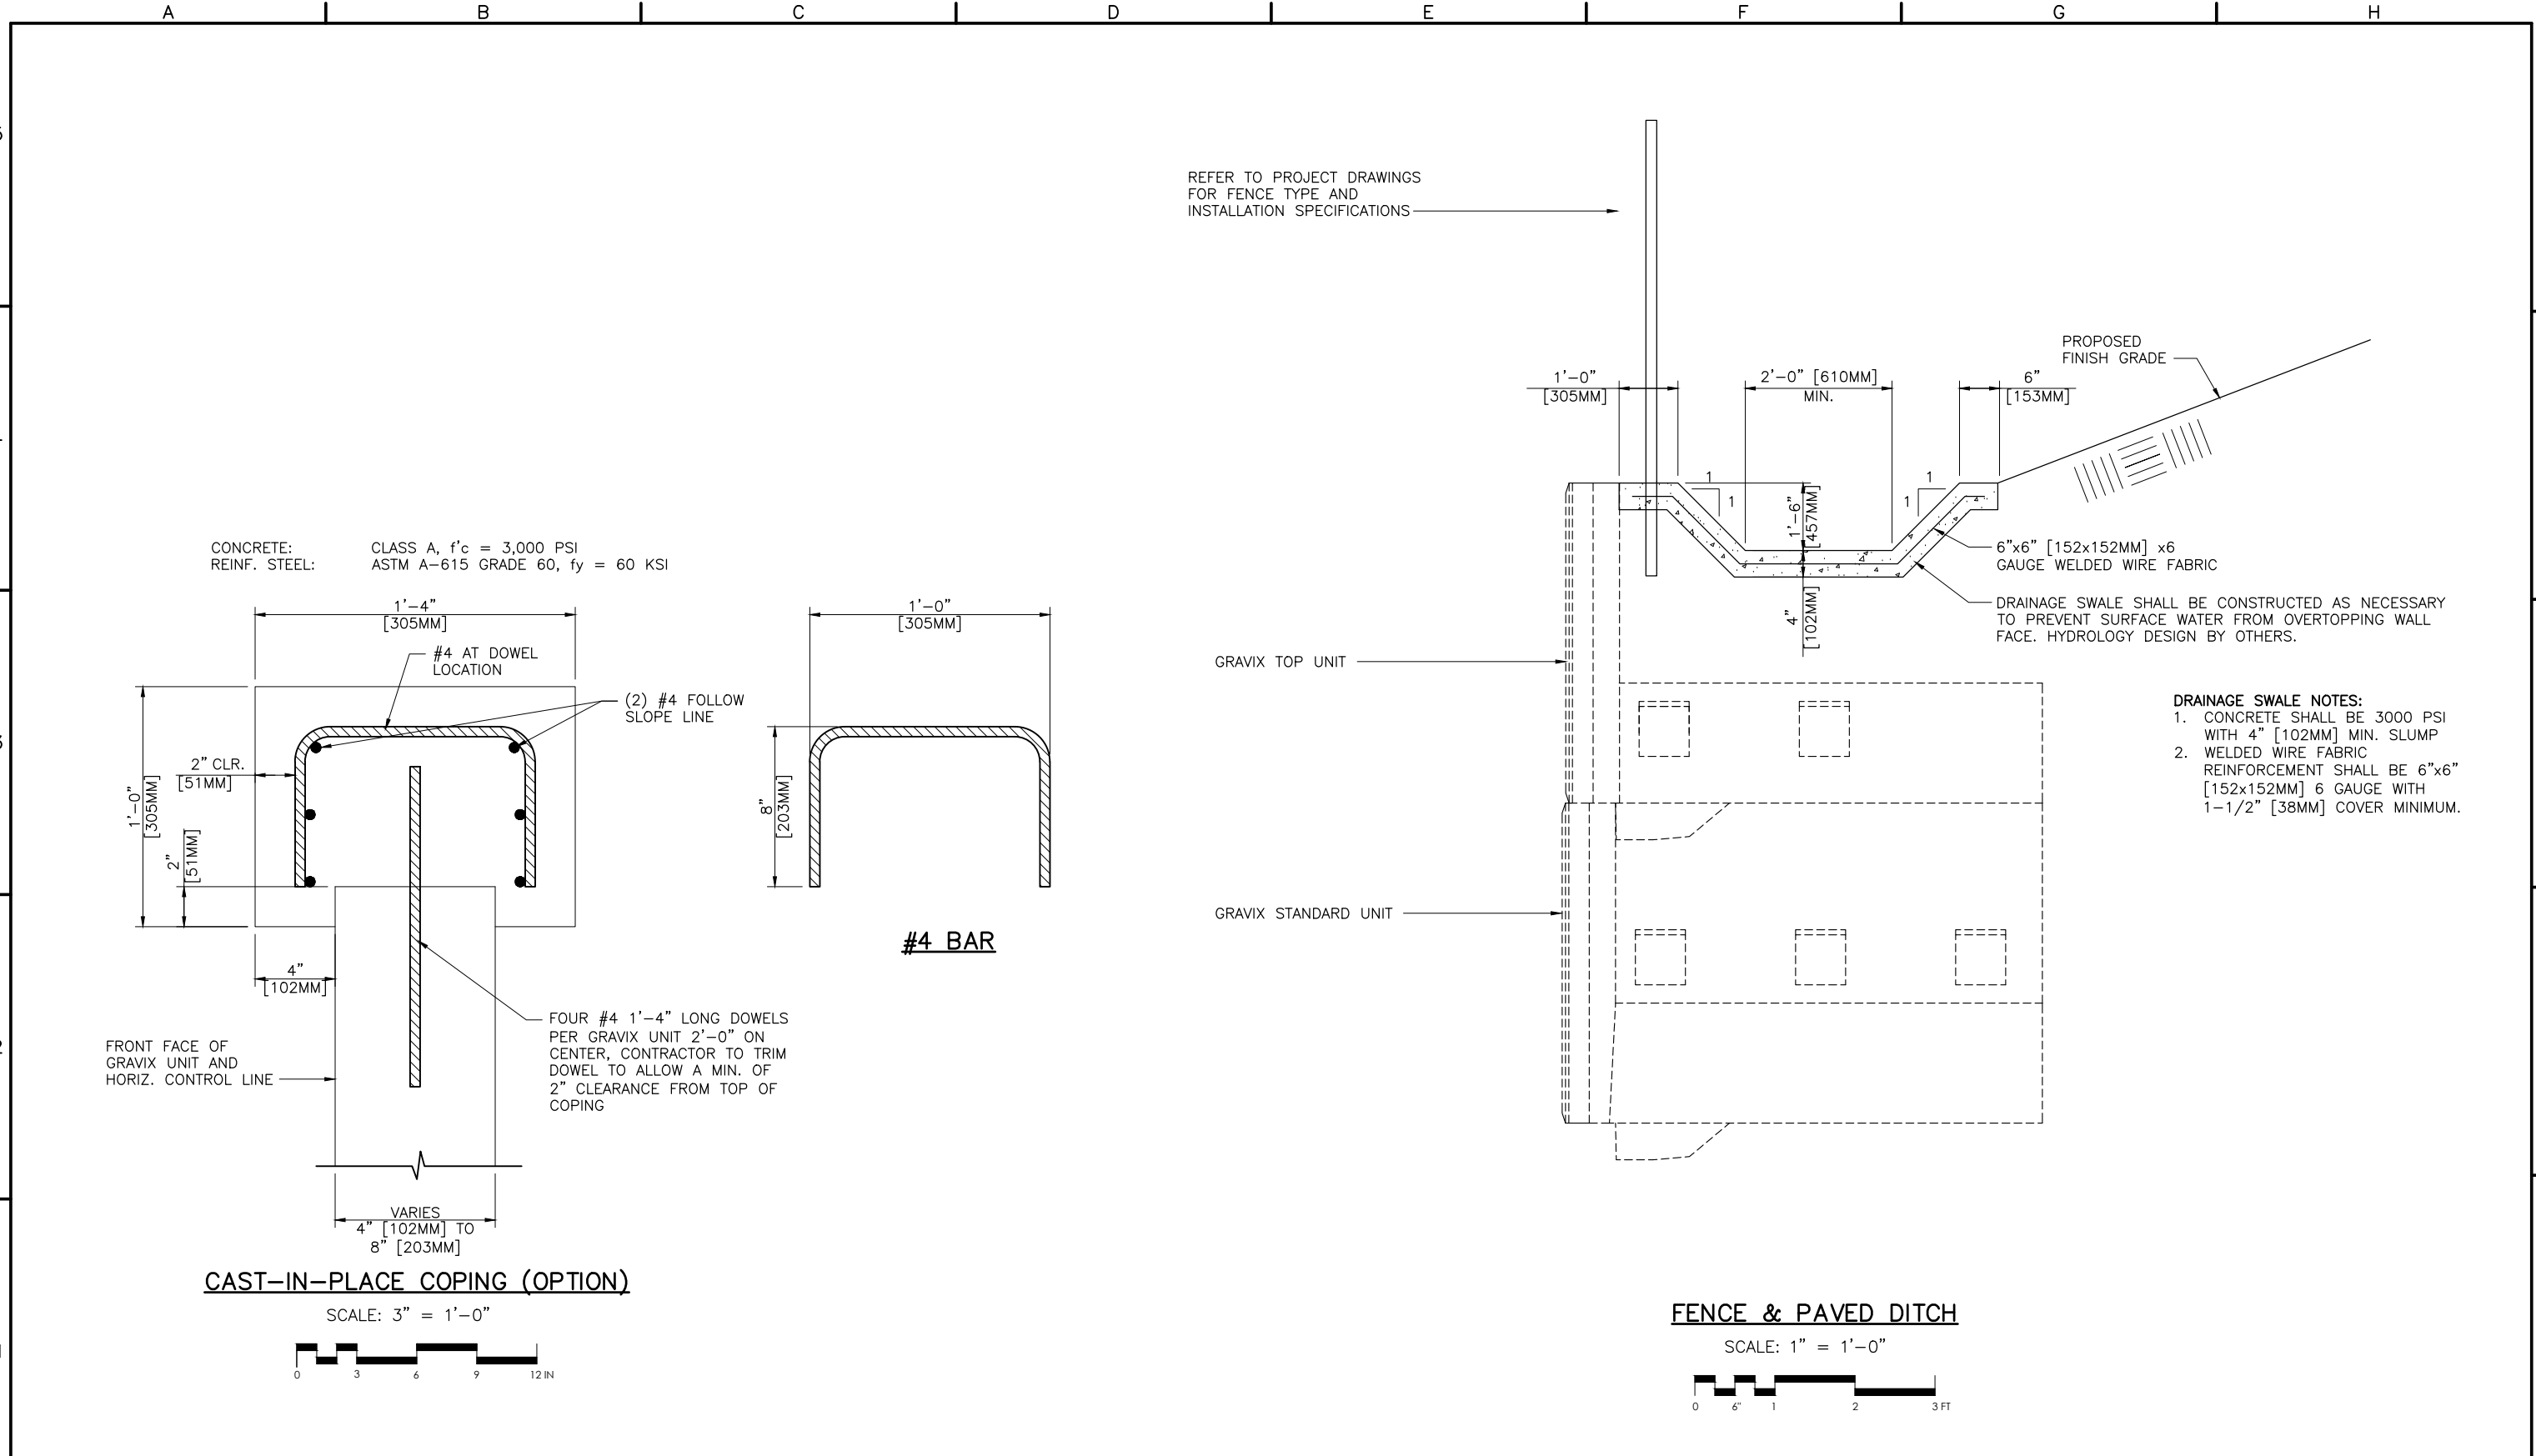 A B C D E F G H
REFER TO PROJECT DRAWINGS
FOR FENCE TYPE AND
INSTALLATION SPECIFICATIONS
PROPOSED
FINISH GRADE
1'-0"
[305MM]
2'-0" [610MM]
MIN.
6"
[153MM]
1
1
1
1
1'-6"
[457MM]
4"
[102MM]
6"x6" [152x152MM] x6
GAUGE WELDED WIRE FABRIC
DRAINAGE SWALE SHALL BE CONSTRUCTED AS NECESSARY
TO PREVENT SURFACE WATER FROM OVERTOPPING WALL
FACE. HYDROLOGY DESIGN BY OTHERS.
GRAVIX TOP UNIT
GRAVIX STANDARD UNIT
DRAINAGE SWALE NOTES:
1. CONCRETE SHALL BE 3000 PSI
WITH 4" [102MM] MIN. SLUMP
2. WELDED WIRE FABRIC
REINFORCEMENT SHALL BE 6"x6"
[152x152MM] 6 GAUGE WITH
1-1/2" [38MM] COVER MINIMUM.
CONCRETE: CLASS A, f'c = 3,000 PSI
REINF. STEEL: ASTM A-615 GRADE 60, fy = 60 KSI
1'-4"
[305MM]
#4 AT DOWEL
LOCATION
(2) #4 FOLLOW
SLOPE LINE
2" CLR.
[51MM]
1'-0"
[305MM]
2"
[51MM]
4"
[102MM]
FRONT FACE OF
GRAVIX UNIT AND
HORIZ. CONTROL LINE
FOUR #4 1'-4" LONG DOWELS
PER GRAVIX UNIT 2'-0" ON
CENTER, CONTRACTOR TO TRIM
DOWEL TO ALLOW A MIN. OF
2" CLEARANCE FROM TOP OF
COPING
VARIES
4" [102MM] TO
8" [203MM]
1'-0"
[305MM]
8"
[203MM]
#4 BAR
CAST-IN-PLACE COPING (OPTION)
SCALE: 3" = 1'-0"
0 3 6 9 12 IN
FENCE & PAVED DITCH
SCALE: 1" = 1'-0"
0 6" 1 2 3 FT